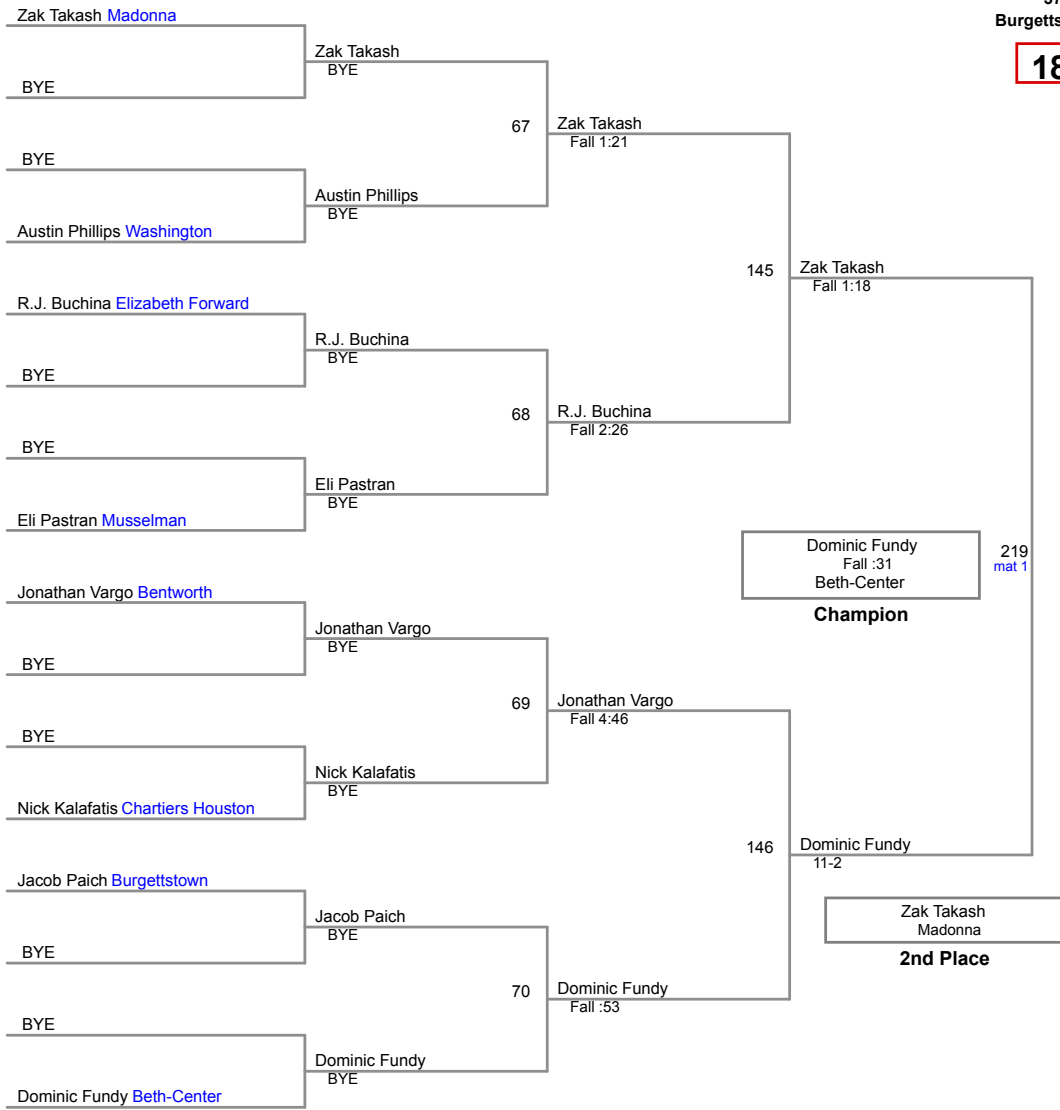 Zak Takash Madonna
Burgetts
18
Zak Takash
BYE
BYE
67
Zak Takash
Fall 1:21
BYE
Austin Phillips
BYE
Austin Phillips Washington
145
Zak Takash
Fall 1:18
R.J. Buchina Elizabeth Forward
R.J. Buchina
BYE
BYE
68
R.J. Buchina
Fall 2:26
BYE
Eli Pastran
BYE
Eli Pastran Musselman
Dominic Fundy
Fall :31
Beth-Center
219
mat 1
Champion
Jonathan Vargo Bentworth
Jonathan Vargo
BYE
BYE
69
Jonathan Vargo
Fall 4:46
BYE
Nick Kalafatis
BYE
Nick Kalafatis Chartiers Houston
146
Dominic Fundy
11-2
Jacob Paich Burgettstown
Jacob Paich
BYE
BYE
Zak Takash
Madonna
2nd Place
70
Dominic Fundy
Fall :53
BYE
Dominic Fundy
BYE
Dominic Fundy Beth-Center